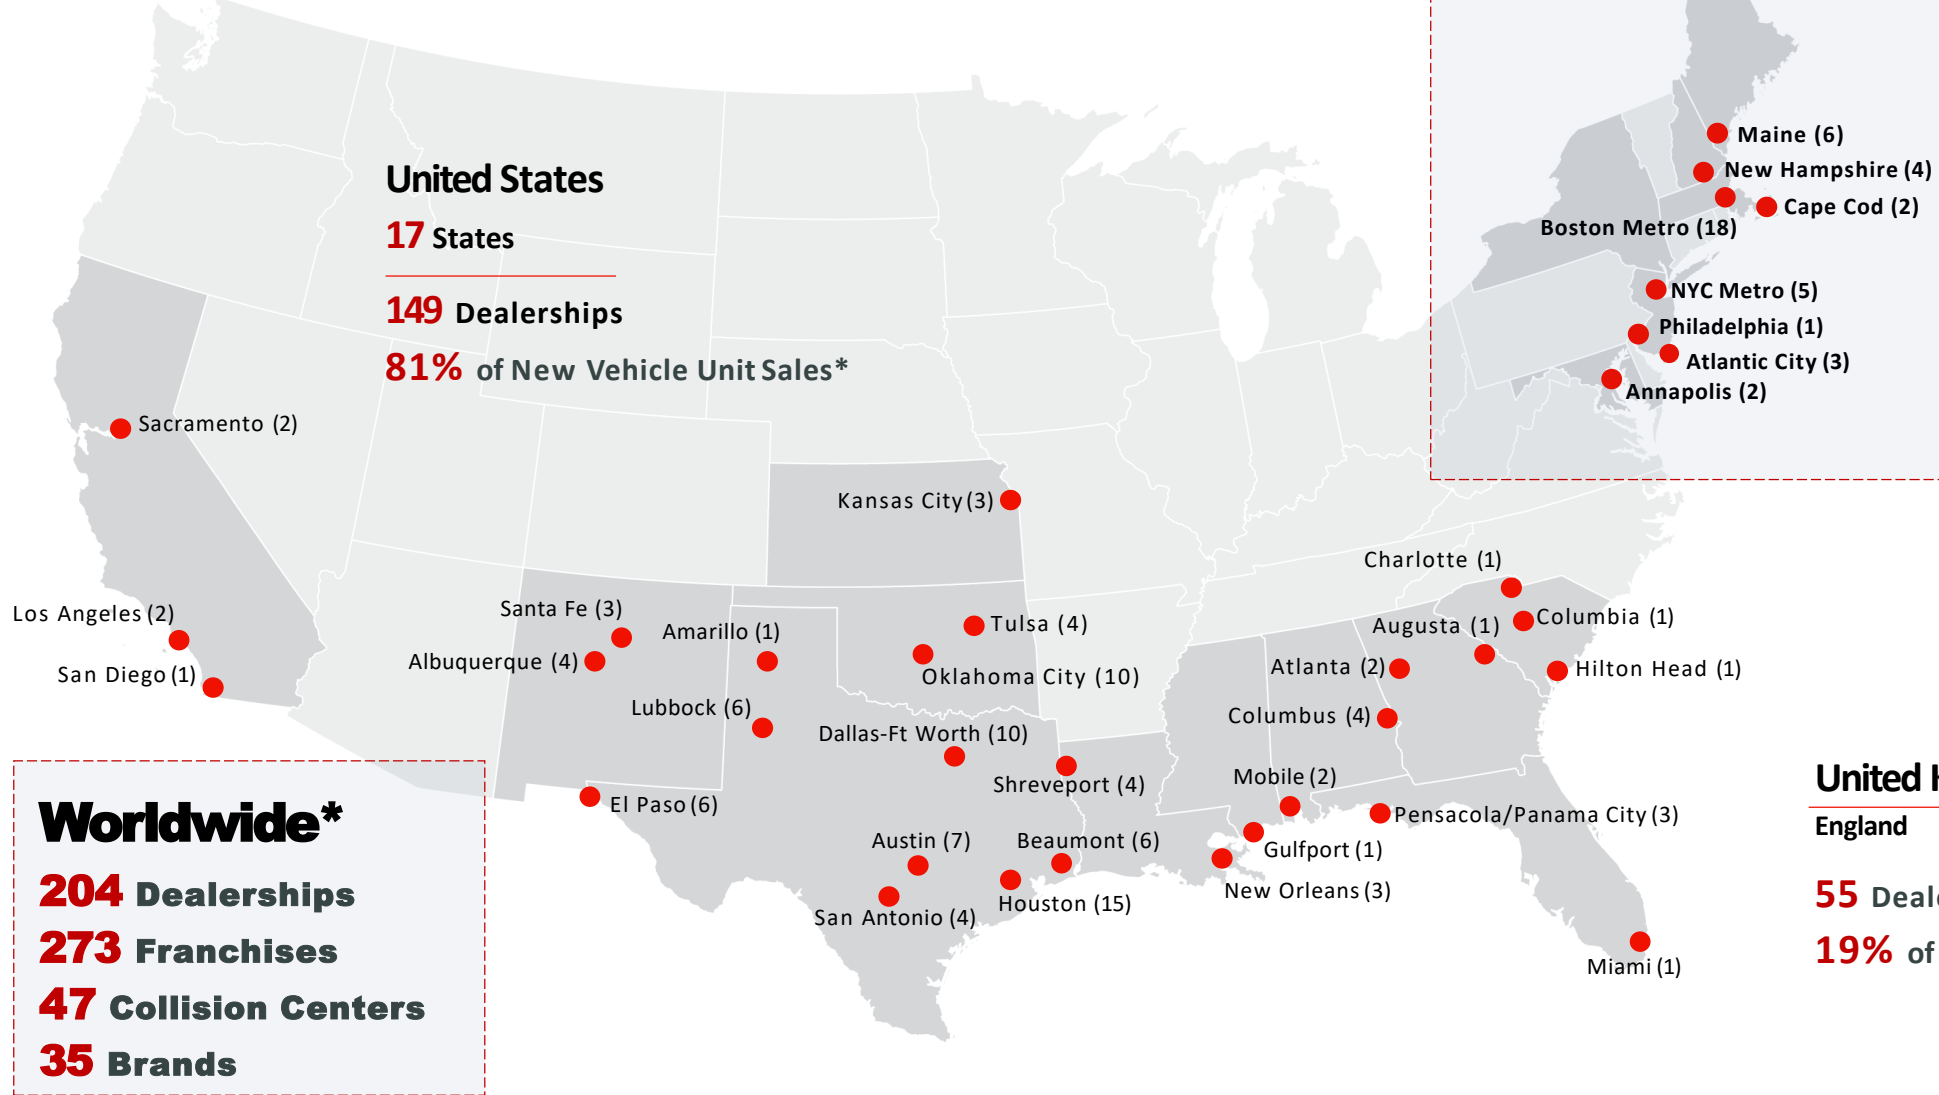 Maine (6)
New Hampshire (4)
Cape Cod (2)
Boston Metro (18)
NYC Metro (5)
Philadelphia (1)
Atlantic City (3)
Annapolis (2)
United States
17 States
149 Dealerships
81% of New Vehicle Unit Sales*
Sacramento (2)
Kansas City (3)
Charlotte (1)
Los Angeles (2)
San Diego (1)
Santa Fe (3)
Amarillo (1)
Albuquerque (4)
Tulsa (4)
Oklahoma City (10)
Augusta (1)
Columbia (1)
Atlanta (2)
Hilton Head (1)
Lubbock (6)
Columbus (4)
Dallas-Ft Worth (10)
Shreveport (4)
Mobile (2)
El Paso (6)
Pensacola/Panama City (3)
Austin (7)
Beaumont (6)
Gulfport (1)
New Orleans (3)
San Antonio (4)
Houston (15)
Miami (1)
Worldwide*
204 Dealerships
273 Franchises
47 Collision Centers
35 Brands
United
England
55
19% of